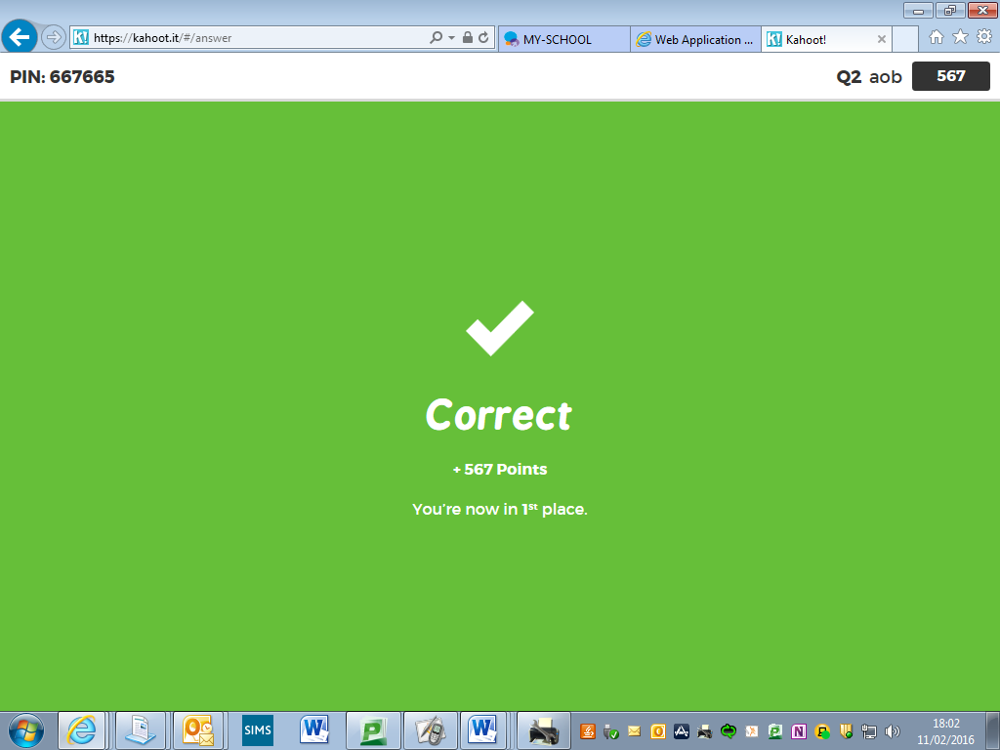 https://kahoot.it/#/answer
MY-SCHOOL
Web Application ...
K! Kahoot!
PIN: 667665
Q2 aob 567
Correct
+ 567 Points
You're now in 1st place.
SIMS
18:02
11/02/2016